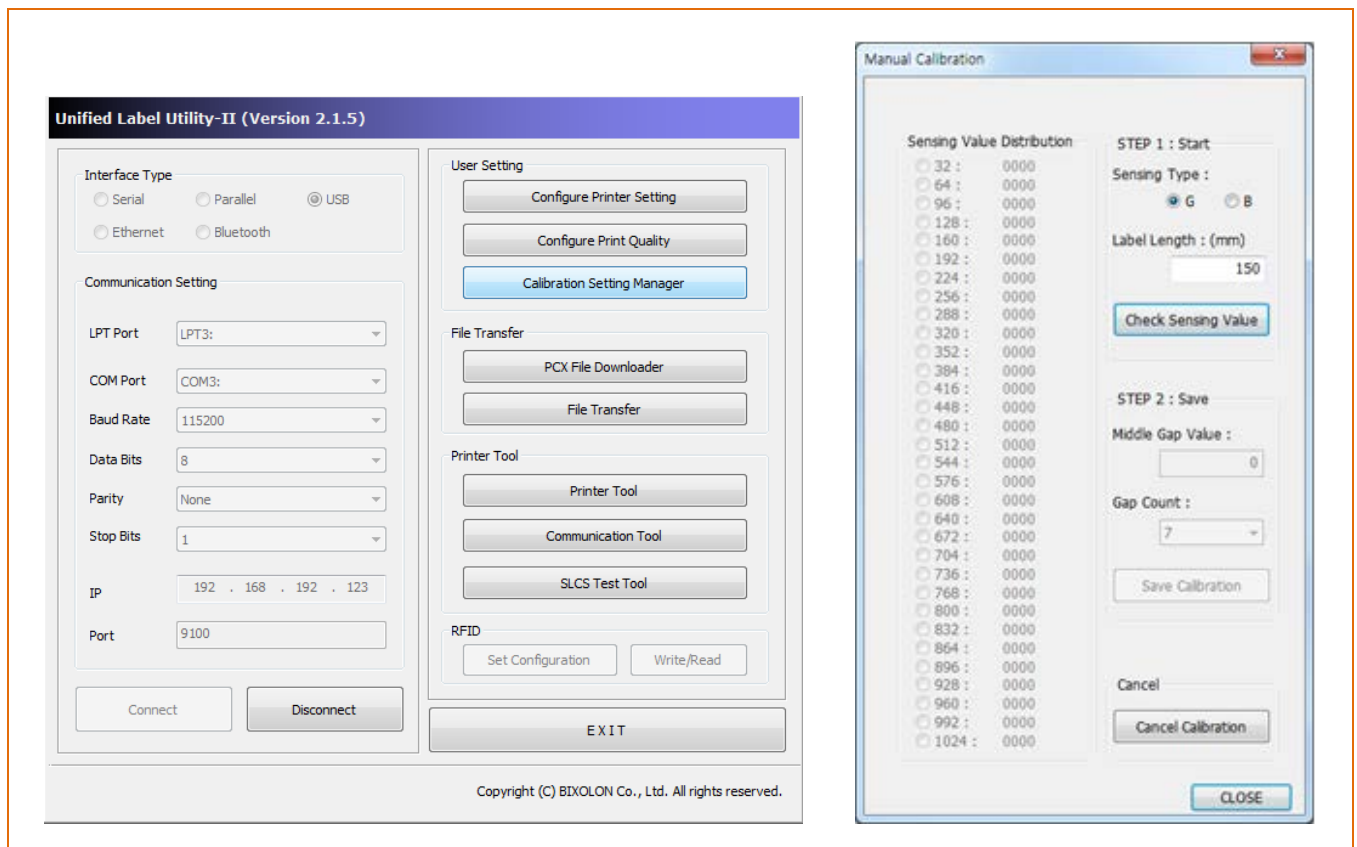 Unified Label Utility-II (Version 2.1.5)
Interface Type
Serial Parallel USB
Ethernet Bluetooth
Communication Setting
LPT Port LPT3:
COM Port COM3:
Baud Rate 115200
Data Bits 8
Parity None
Stop Bits 1
IP 192 . 168 . 192 . 123
Port 9100
Connect Disconnect
User Setting
Configure Printer Setting
Configure Print Quality
Calibration Setting Manager
File Transfer
PCX File Downloader
File Transfer
Printer Tool
Printer Tool
Communication Tool
SLCS Test Tool
RFID
Set Configuration Write/Read
EXIT
Copyright (C) BIXOLON Co., Ltd. All rights reserved.
Manual Calibration
Sensing Value Distribution
32 : 0000
64 : 0000
96 : 0000
128 : 0000
160 : 0000
192 : 0000
224 : 0000
256 : 0000
288 : 0000
320 : 0000
352 : 0000
384 : 0000
416 : 0000
448 : 0000
480 : 0000
512 : 0000
544 : 0000
576 : 0000
608 : 0000
640 : 0000
672 : 0000
704 : 0000
736 : 0000
768 : 0000
800 : 0000
832 : 0000
864 : 0000
896 : 0000
928 : 0000
960 : 0000
992 : 0000
1024 : 0000
STEP 1 : Start
Sensing Type :
G B
Label Length : (mm)
150
Check Sensing Value
STEP 2 : Save
Middle Gap Value :
0
Gap Count :
7
Save Calibration
Cancel
Cancel Calibration
CLOSE